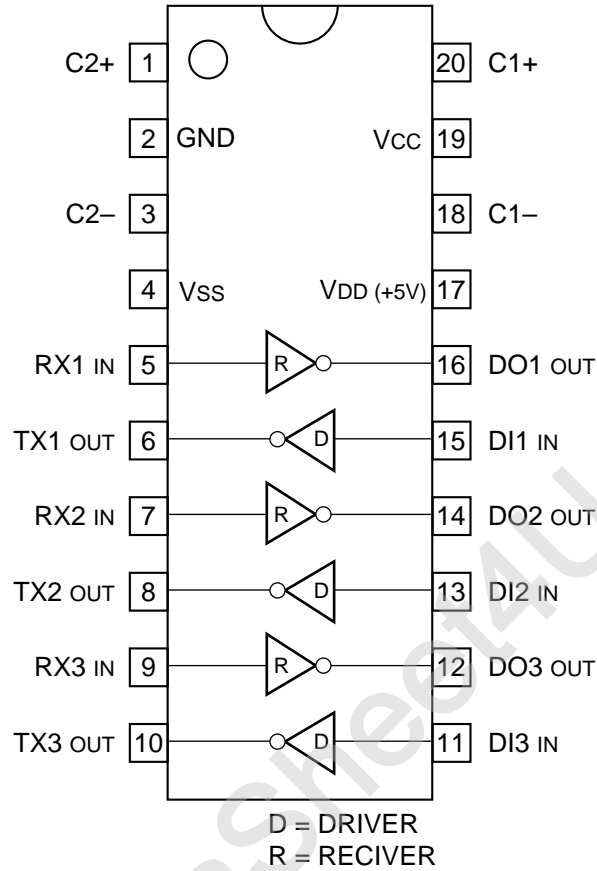 C2+ 1 20 C1+
2 GND VCC 19
C2– 3 18 C1–
4 VSS VDD (+5V) 17
RX1 IN 5 R 16 DO1 OUT
TX1 OUT 6 D 15 DI1 IN
RX2 IN 7 R 14 DO2 OUT
TX2 OUT 8 D 13 DI2 IN
RX3 IN 9 R 12 DO3 OUT
TX3 OUT 10 D 11 DI3 IN
D = DRIVER
R = RECIVER